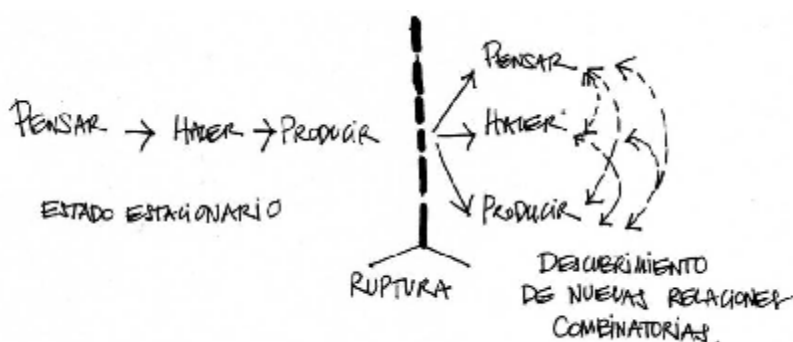 PENSAR → HACER → PRODUCIR
ESTADO ESTACIONARIO
RUPTURA
PENSAR
HACER
PRODUCIR
DESCUBRIMIENTO
DE NUEVAS RELACIONES
COMBINATORIAS.